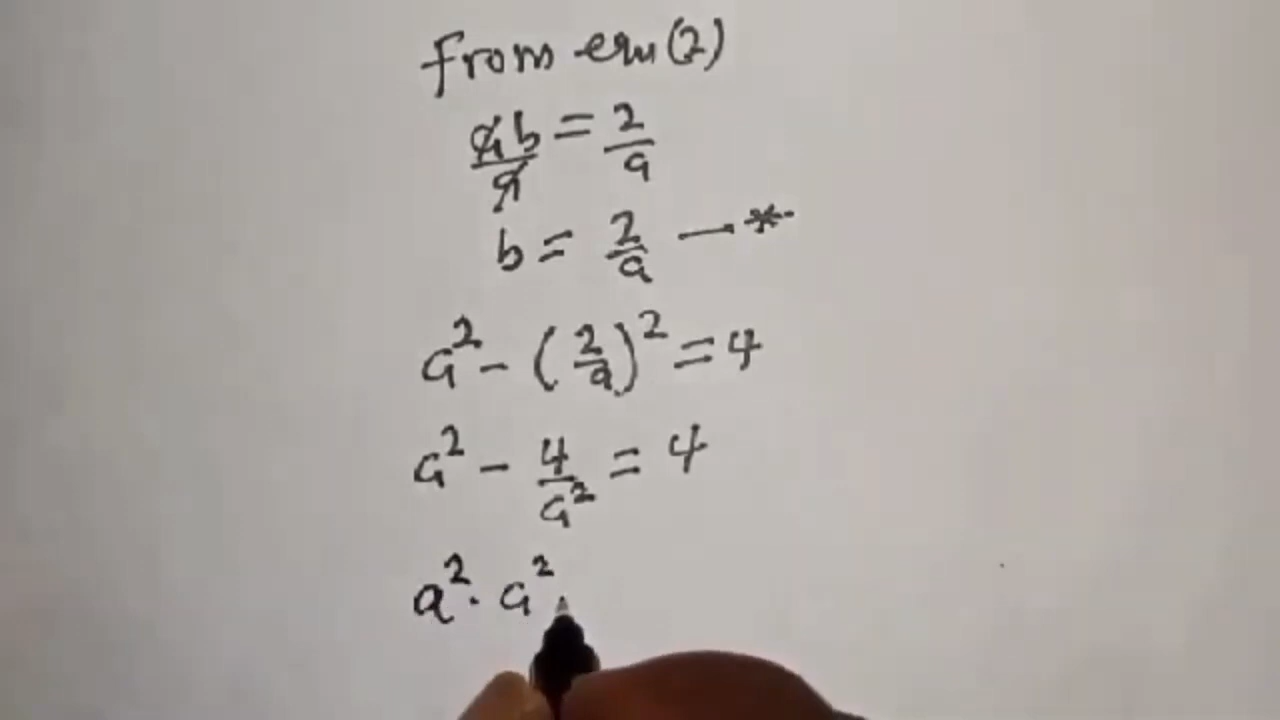 From eqn(2)
ab/a = 2/a
b = 2/a —*
a² - (2/a)² = 4
a² - 4/a² = 4
a² · a²